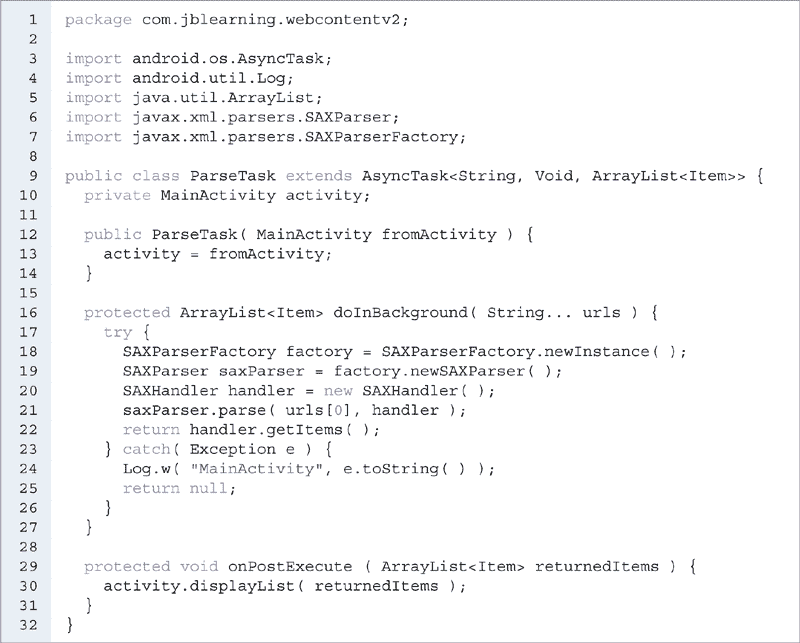 1 package com.jblearning.webcontentv2;
2
3 import android.os.AsyncTask;
4 import android.util.Log;
5 import java.util.ArrayList;
6 import javax.xml.parsers.SAXParser;
7 import javax.xml.parsers.SAXParserFactory;
8
9 public class ParseTask extends AsyncTask<String, Void, ArrayList<Item>> {
10   private MainActivity activity;
11
12   public ParseTask( MainActivity fromActivity ) {
13     activity = fromActivity;
14   }
15
16   protected ArrayList<Item> doInBackground( String... urls ) {
17     try {
18       SAXParserFactory factory = SAXParserFactory.newInstance( );
19       SAXParser saxParser = factory.newSAXParser( );
20       SAXHandler handler = new SAXHandler( );
21       saxParser.parse( urls[0], handler );
22       return handler.getItems( );
23     } catch( Exception e ) {
24       Log.w( "MainActivity", e.toString( ) );
25       return null;
26     }
27   }
28
29   protected void onPostExecute ( ArrayList<Item> returnedItems ) {
30     activity.displayList( returnedItems );
31   }
32 }